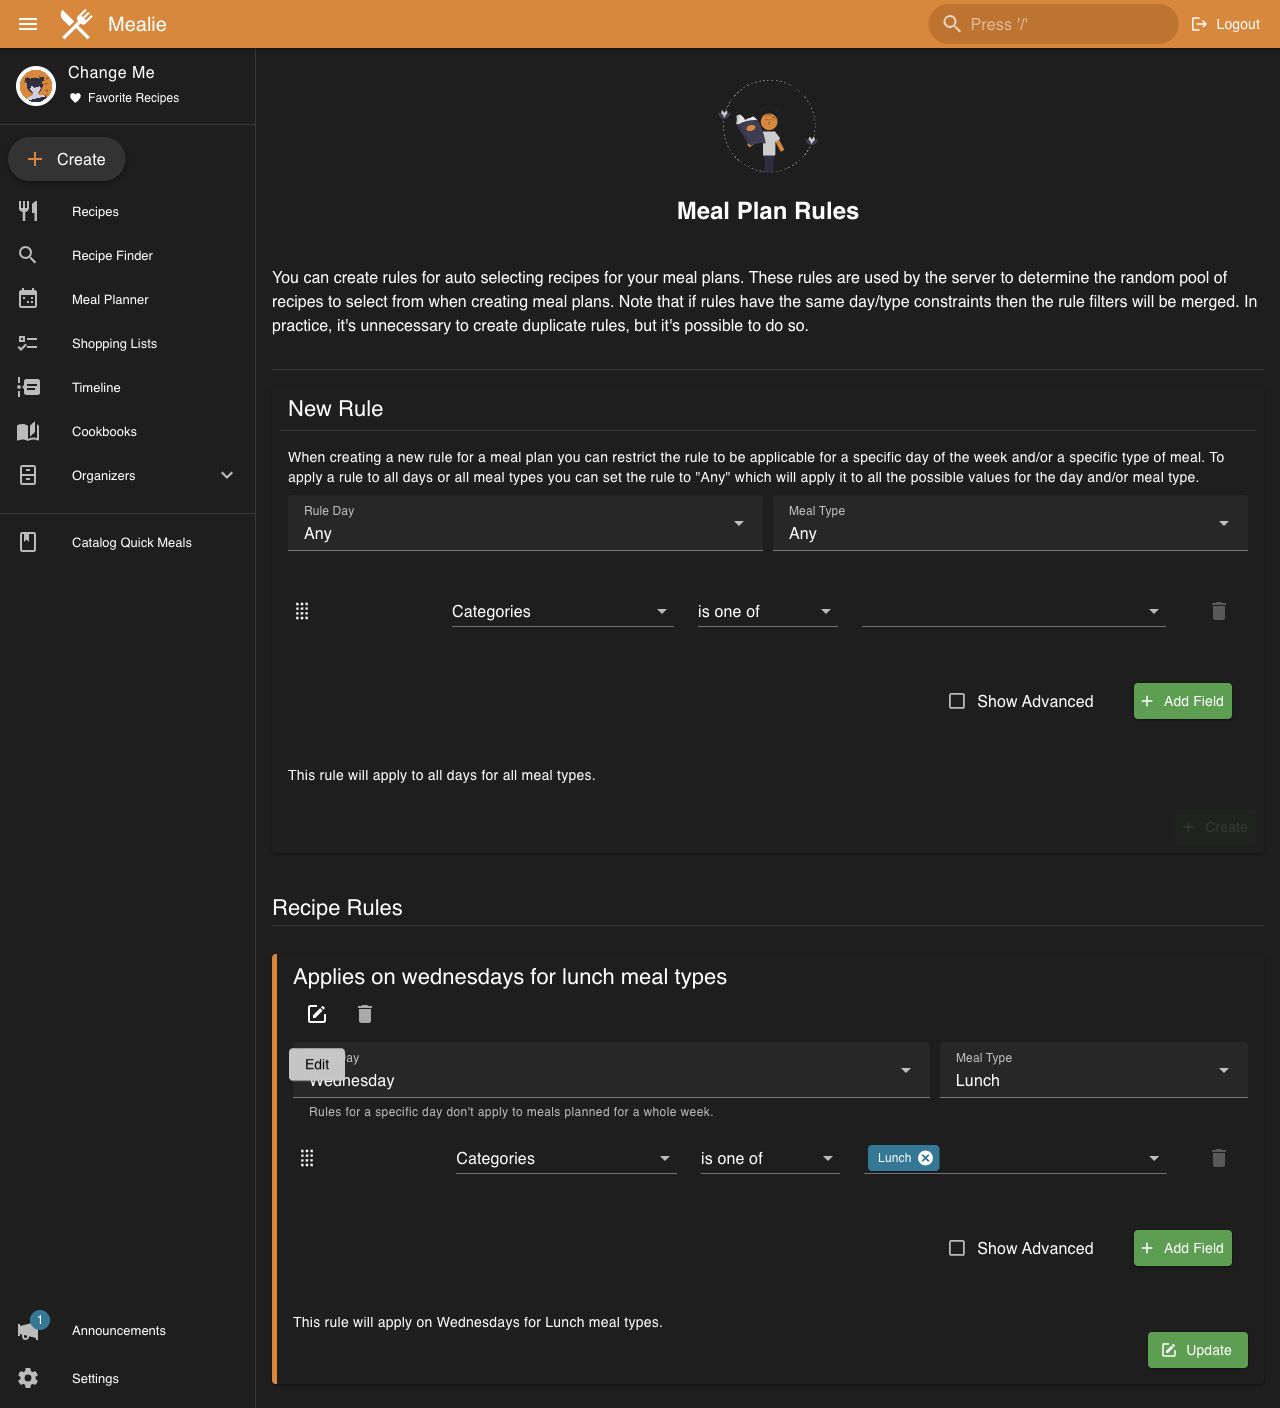 Mealie
Press '/'
Logout
Change Me
Favorite Recipes
Create
Recipes
Recipe Finder
Meal Planner
Shopping Lists
Timeline
Cookbooks
Organizers
Catalog Quick Meals
1
Announcements
Settings
Meal Plan Rules
You can create rules for auto selecting recipes for your meal plans. These rules are used by the server to determine the random pool of
recipes to select from when creating meal plans. Note that if rules have the same day/type constraints then the rule filters will be merged. In
practice, it's unnecessary to create duplicate rules, but it's possible to do so.
New Rule
When creating a new rule for a meal plan you can restrict the rule to be applicable for a specific day of the week and/or a specific type of meal. To
apply a rule to all days or all meal types you can set the rule to "Any" which will apply it to all the possible values for the day and/or meal type.
Rule Day
Any
Meal Type
Any
Categories
is one of
Show Advanced
Add Field
This rule will apply to all days for all meal types.
Create
Recipe Rules
Applies on wednesdays for lunch meal types
Edit
Wednesday
Meal Type
Lunch
Rules for a specific day don't apply to meals planned for a whole week.
Categories
is one of
Lunch
Show Advanced
Add Field
This rule will apply on Wednesdays for Lunch meal types.
Update